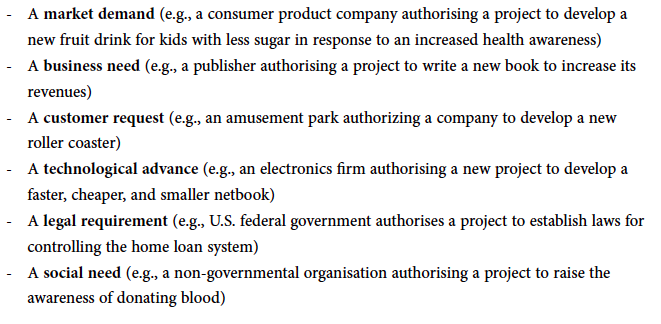 - A market demand (e.g., a consumer product company authorising a project to develop a
new fruit drink for kids with less sugar in response to an increased health awareness)
- A business need (e.g., a publisher authorising a project to write a new book to increase its
revenues)
- A customer request (e.g., an amusement park authorizing a company to develop a new
roller coaster)
- A technological advance (e.g., an electronics firm authorising a new project to develop a
faster, cheaper, and smaller netbook)
- A legal requirement (e.g., U.S. federal government authorises a project to establish laws for
controlling the home loan system)
- A social need (e.g., a non-governmental organisation authorising a project to raise the
awareness of donating blood)